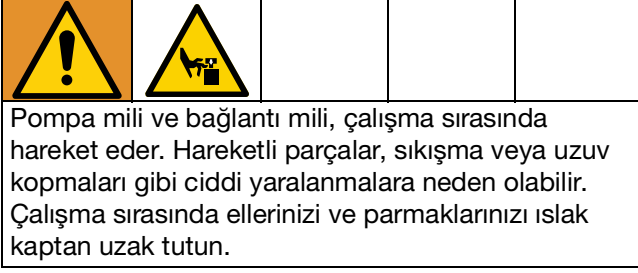 Pompa mili ve bağlantı mili, çalışma sırasında
hareket eder. Hareketli parçalar, sıkışma veya uzuv
kopmaları gibi ciddi yaralanmalara neden olabilir.
Çalışma sırasında ellerinizi ve parmaklarınızı ıslak
kaptan uzak tutun.